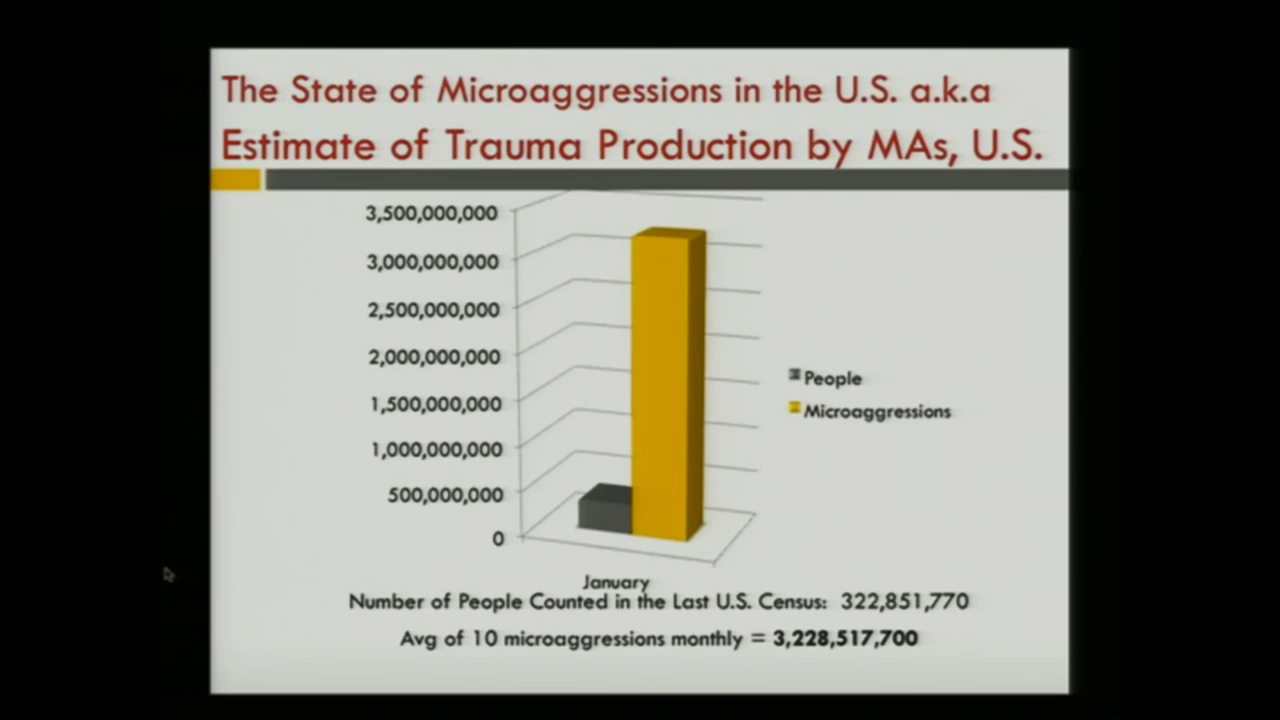 The State of Microaggressions in the U.S. a.k.a
Estimate of Trauma Production by MAs, U.S.
3,500,000,000
3,000,000,000
2,500,000,000
2,000,000,000
1,500,000,000
1,000,000,000
500,000,000
0
People
Microaggressions
January
Number of People Counted in the Last U.S. Census: 322,851,770
Avg of 10 microaggressions monthly = 3,228,517,700